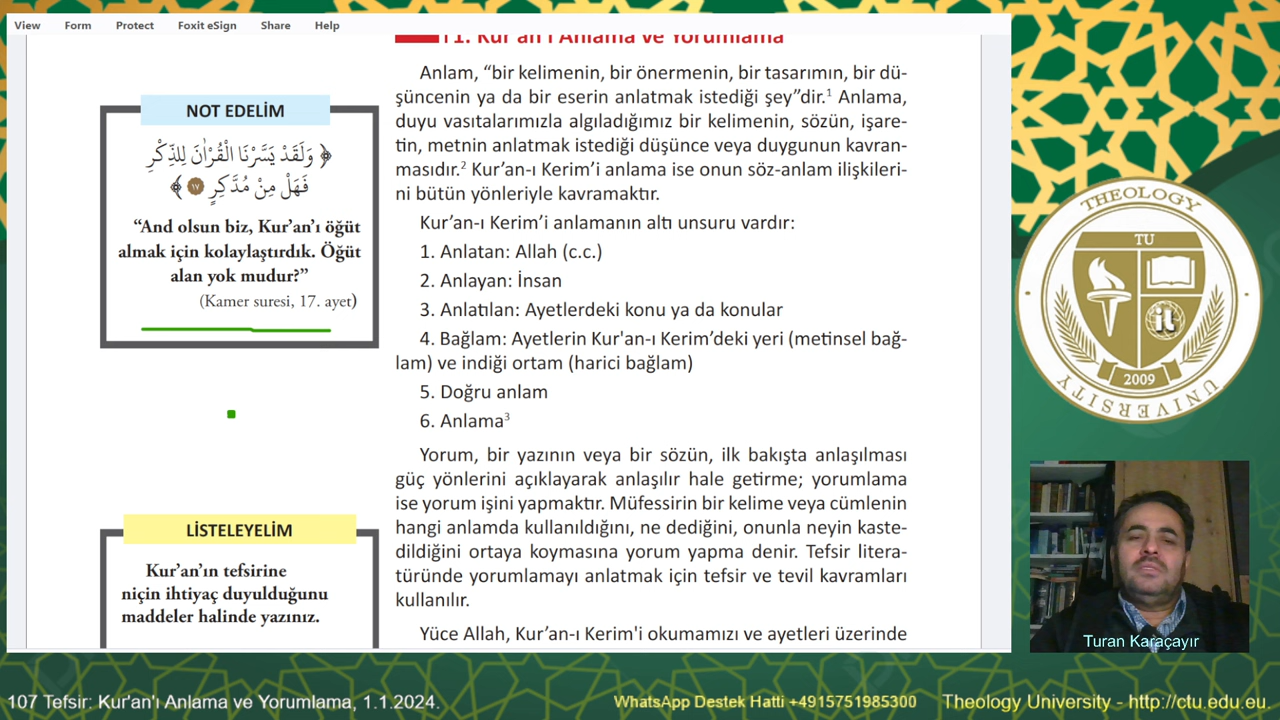 View Form Protect Foxit eSign Share Help
1. Kur'an'ı Anlama ve Yorumlama
Anlam, “bir kelimenin, bir önermenin, bir tasarımın, bir dü-
şüncenin ya da bir eserin anlatmak istediği şey”dir.1 Anlama,
duyu vasıtalarımızla algıladığımız bir kelimenin, sözün, işare-
tin, metnin anlatmak istediği düşünce veya duygunun kavran-
masıdır.2 Kur’an-ı Kerim’i anlama ise onun söz-anlam ilişkileri-
ni bütün yönleriyle kavramaktır.
Kur’an-ı Kerim’i anlamanın altı unsuru vardır:
1. Anlatan: Allah (c.c.)
2. Anlayan: İnsan
3. Anlatılan: Ayetlerdeki konu ya da konular
4. Bağlam: Ayetlerin Kur'an-ı Kerim’deki yeri (metinsel bağ-
lam) ve indiği ortam (harici bağlam)
5. Doğru anlam
6. Anlama3
Yorum, bir yazının veya bir sözün, ilk bakışta anlaşılması
güç yönlerini açıklayarak anlaşılır hale getirme; yorumlama
ise yorum işini yapmaktır. Müfessirin bir kelime veya cümlenin
hangi anlamda kullanıldığını, ne dediğini, onunla neyin kaste-
dildiğini ortaya koymasına yorum yapma denir. Tefsir litera-
türünde yorumlamayı anlatmak için tefsir ve tevil kavramları
kullanılır.
Yüce Allah, Kur’an-ı Kerim'i okumamızı ve ayetleri üzerinde
NOT EDELİM
﴿ وَلَقَدْ يَسَّرْنَا الْقُرْاٰنَ لِلذِّكْرِ
فَهَلْ مِنْ مُدَّكِرٍ ١٧ ﴾
“And olsun biz, Kur’an’ı öğüt
almak için kolaylaştırdık. Öğüt
alan yok mudur?”
(Kamer suresi, 17. ayet)
LİSTELEYELİM
Kur’an’ın tefsirine
niçin ihtiyaç duyulduğunu
maddeler halinde yazınız.
THEOLOGY
TU
it
2009
UNIVERSITY
Turan Karaçayır
107 Tefsir: Kur'an'ı Anlama ve Yorumlama, 1.1.2024.
WhatsApp Destek Hatti +4915751985300
Theology University - http://ctu.edu.eu.